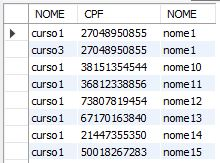 NOME CPF NOME
curso1 27048950855 nome1
curso3 27048950855 nome1
curso1 38151354544 nome10
curso1 36812338856 nome11
curso1 73807819454 nome12
curso1 67170163840 nome13
curso1 21447355350 nome14
curso1 50018267283 nome15